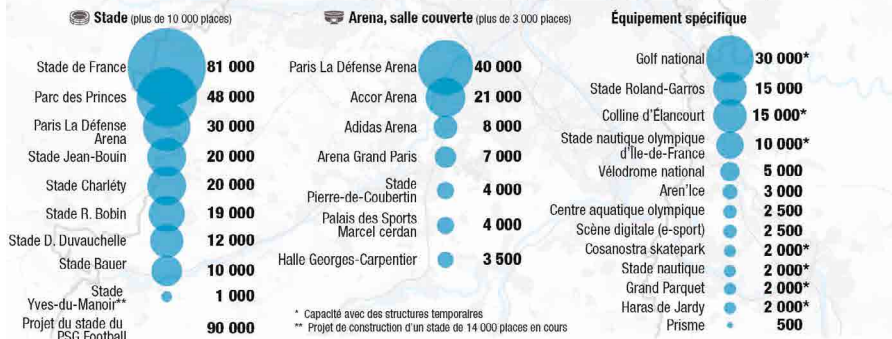 Stade (plus de 10 000 places)
Stade de France 81 000
Parc des Princes 48 000
Paris La Défense
Arena 30 000
Stade Jean-Bouin 20 000
Stade Charléty 20 000
Stade R. Bobin 19 000
Stade D. Duvauchelle 12 000
Stade Bauer 10 000
Stade
Yves-du-Manoir** 1 000
Projet du stade du
PSG Football 90 000
Arena, salle couverte (plus de 3 000 places)
Paris La Défense Arena 40 000
Accor Arena 21 000
Adidas Arena 8 000
Arena Grand Paris 7 000
Stade
Pierre-de-Coubertin 4 000
Palais des Sports
Marcel cerdan 4 000
Halle Georges-Carpentier 3 500
* Capacité avec des structures temporaires
** Projet de construction d'un stade de 14 000 places en cours
Équipement spécifique
Golf national 30 000*
Stade Roland-Garros 15 000
Colline d'Élancourt 15 000*
Stade nautique olympique
d'Île-de-France 10 000*
Vélodrome national 5 000
Aren'Ice 3 000
Centre aquatique olympique 2 500
Scène digitale (e-sport) 2 500
Cosanostra skatepark 2 000*
Stade nautique 2 000*
Grand Parquet 2 000*
Haras de Jardy 2 000*
Prisme 500